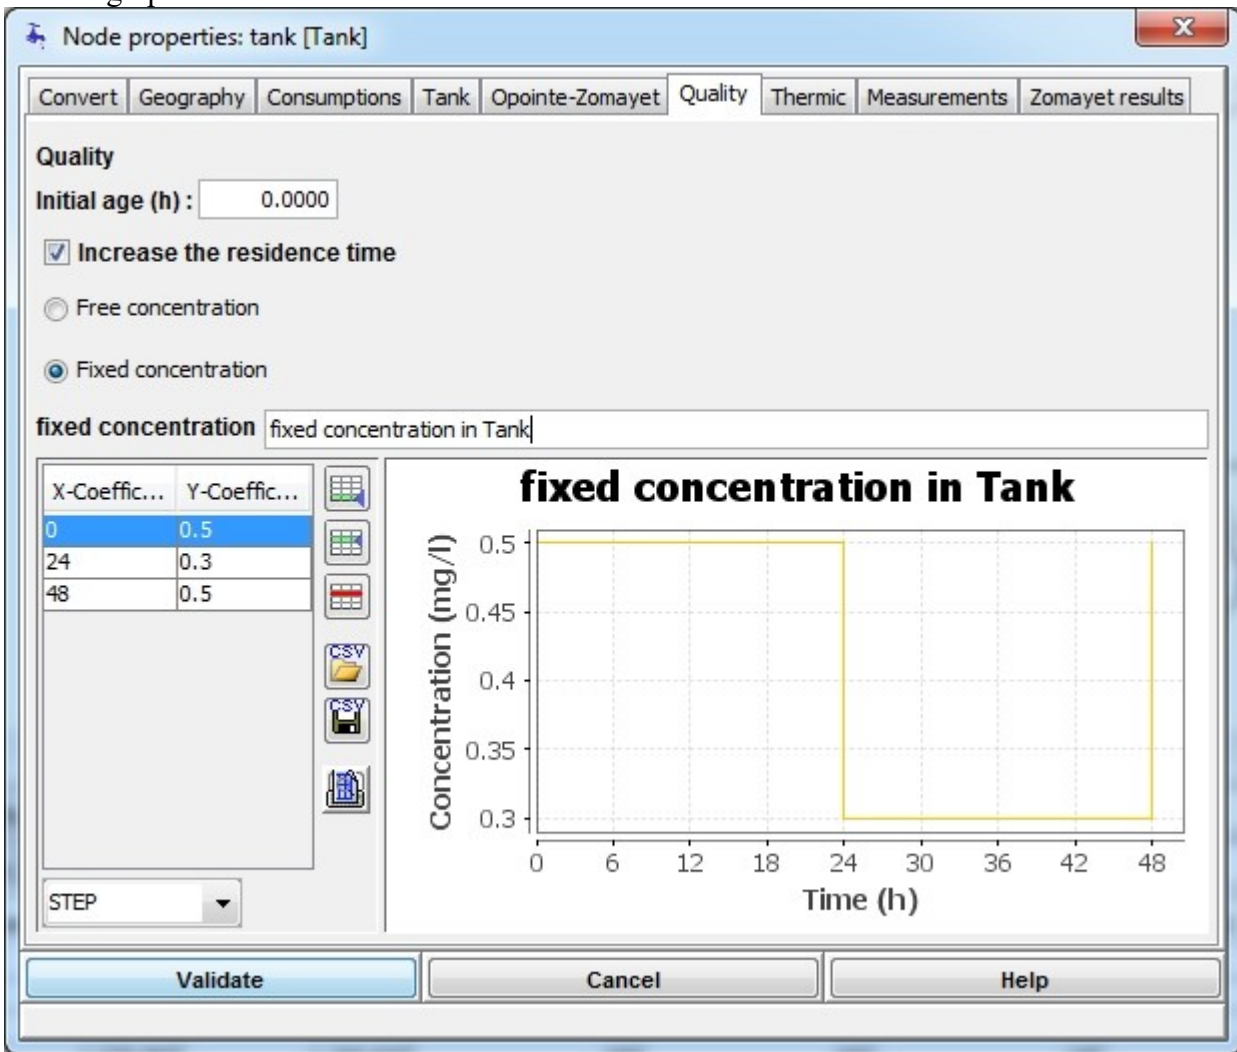 Node properties: tank [Tank]
Convert Geography Consumptions Tank Opointe-Zomayet Quality Thermic Measurements Zomayet results
Quality
Initial age (h) : 0.0000
Increase the residence time
Free concentration
Fixed concentration
fixed concentration fixed concentration in Tank
X-Coeffic... Y-Coeffic...
0 0.5
24 0.3
48 0.5
CSV
CSV
STEP
fixed concentration in Tank
Concentration (mg/l)
0.5
0.45
0.4
0.35
0.3
0 6 12 18 24 30 36 42 48
Time (h)
Validate Cancel Help